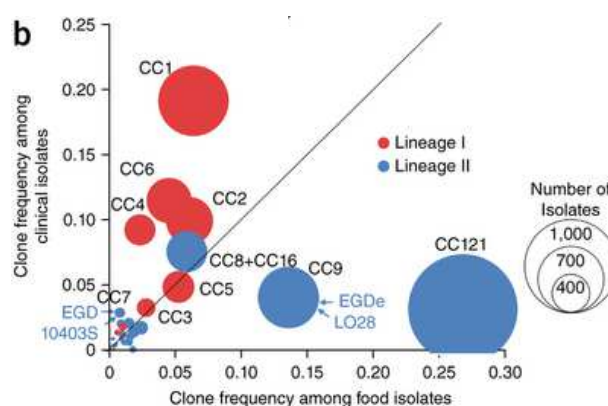 b
Clone frequency among
clinical isolates
0.25
0.20
0.15
0.10
0.05
0
0
0.05
0.10
0.15
0.20
0.25
0.30
Clone frequency among food isolates
CC1
CC6
CC4
CC2
CC8+CC16
CC9
CC121
CC5
CC7
CC3
EGD
10403S
EGDe
LO28
Lineage I
Lineage II
Number of
Isolates
1,000
700
400